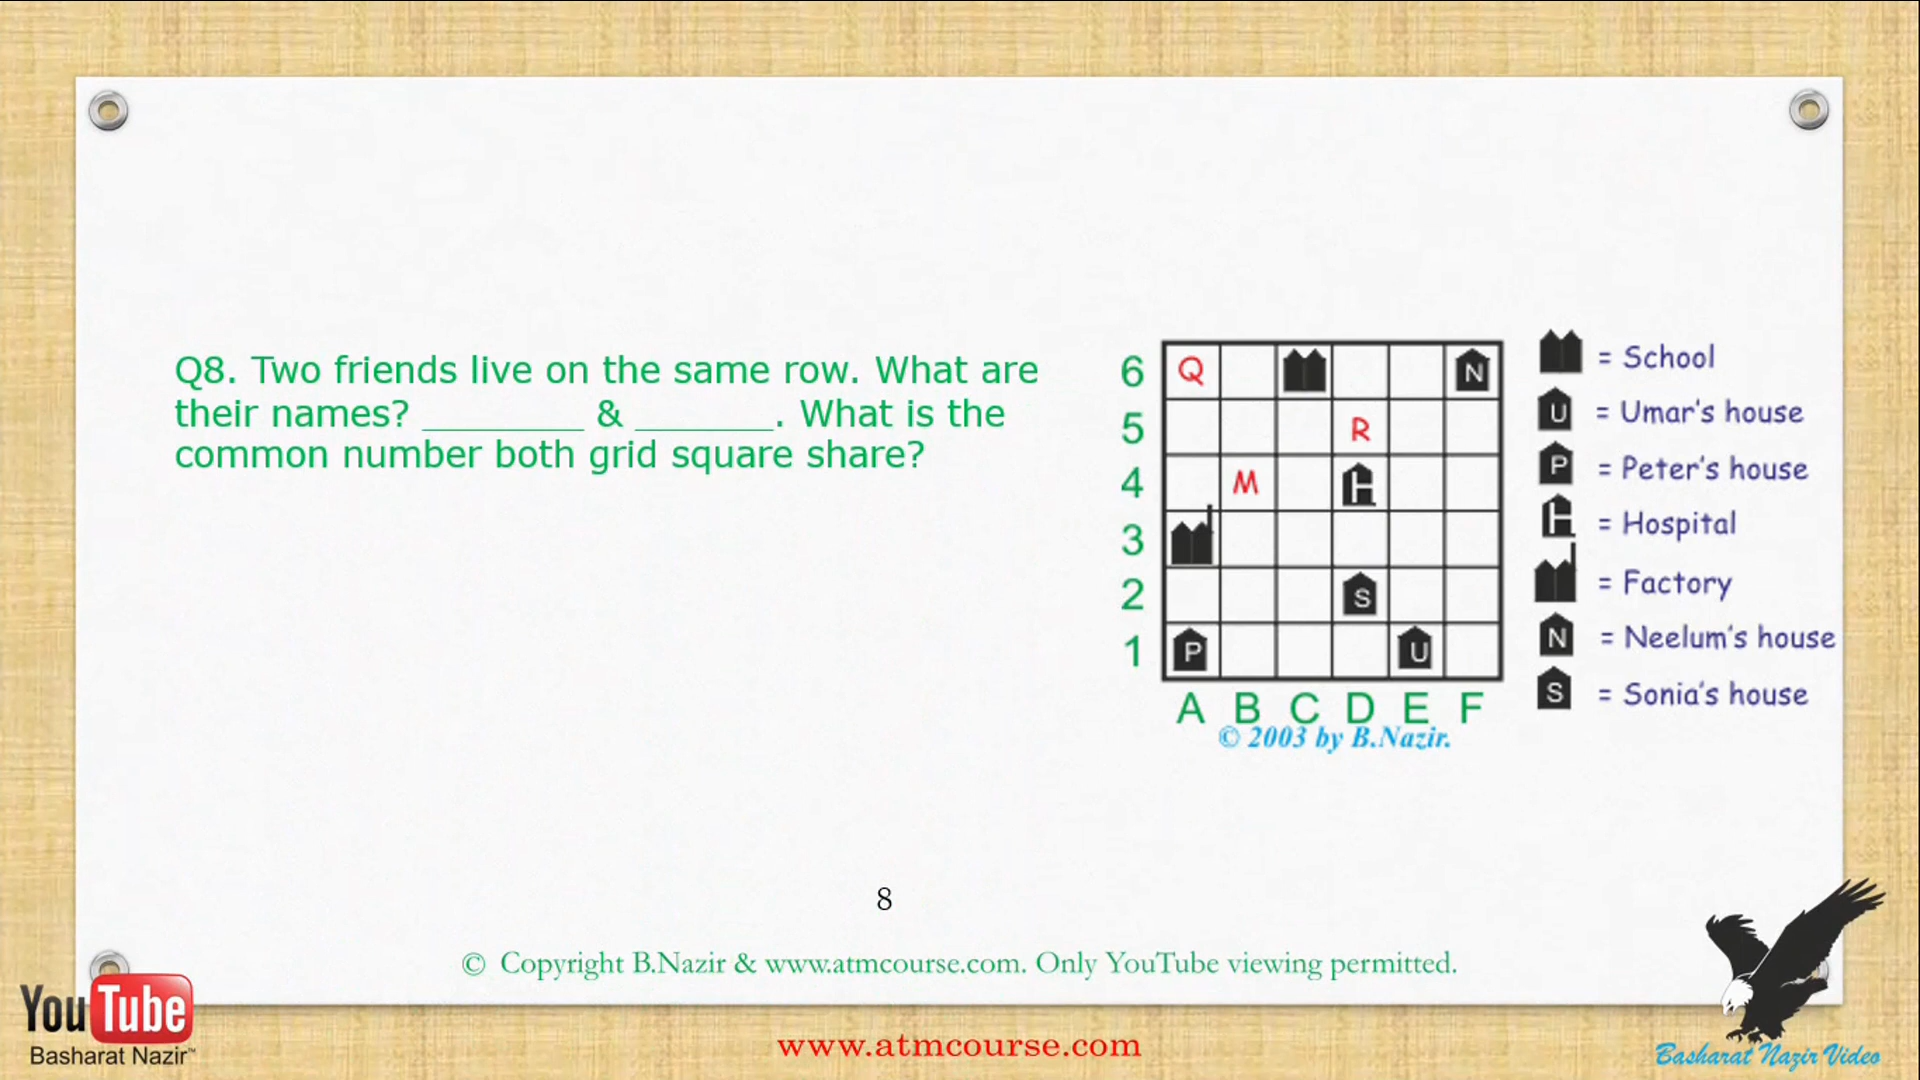 Q8. Two friends live on the same row. What are
their names? ________ & _______. What is the
common number both grid square share?
6 Q N
5 R
4 M
3
2 S
1 P U
A B C D E F
© 2003 by B.Nazir.
= School
U = Umar's house
P = Peter's house
= Hospital
= Factory
N = Neelum's house
S = Sonia's house
8
© Copyright B.Nazir & www.atmcourse.com. Only YouTube viewing permitted.
YouTube
Basharat Nazir™
www.atmcourse.com
Basharat Nazir Video